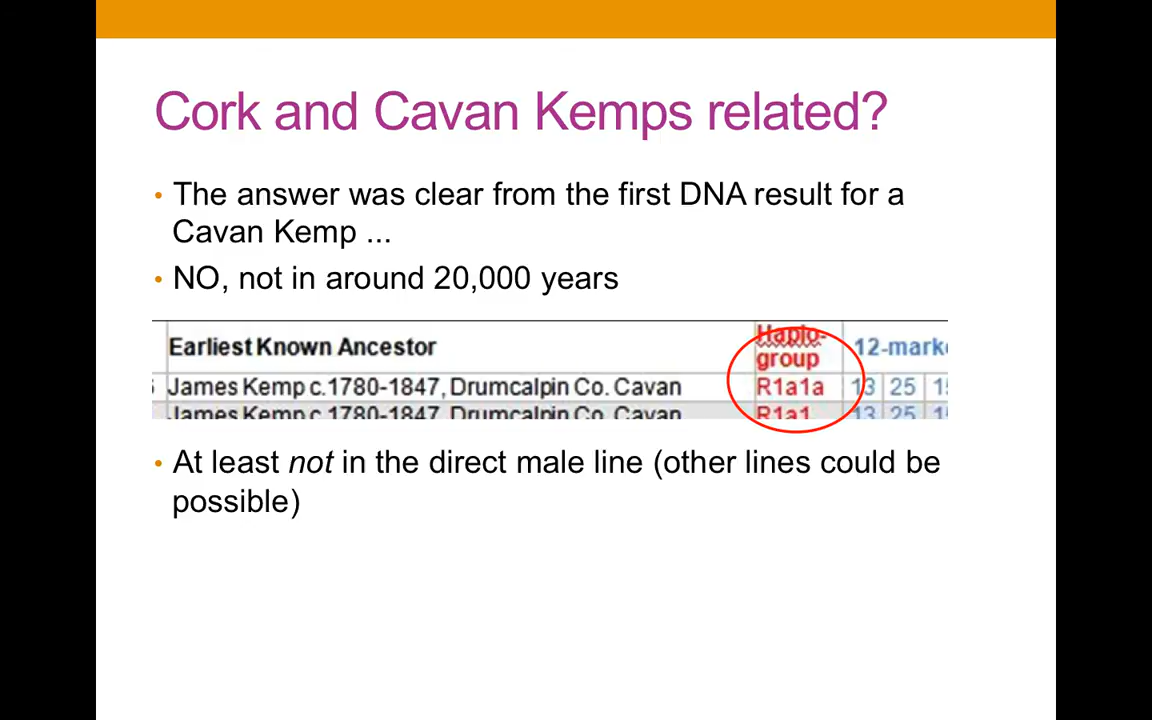 Cork and Cavan Kemps related?
• The answer was clear from the first DNA result for a
Cavan Kemp ...
• NO, not in around 20,000 years
Earliest Known Ancestor Haplo-
group 12-mark
James Kemp c.1780-1847, Drumcalpin Co. Cavan R1a1a 13 25
James Kemp c.1780-1847, Drumcalpin Co. Cavan R1a1 13 25
• At least not in the direct male line (other lines could be
possible)